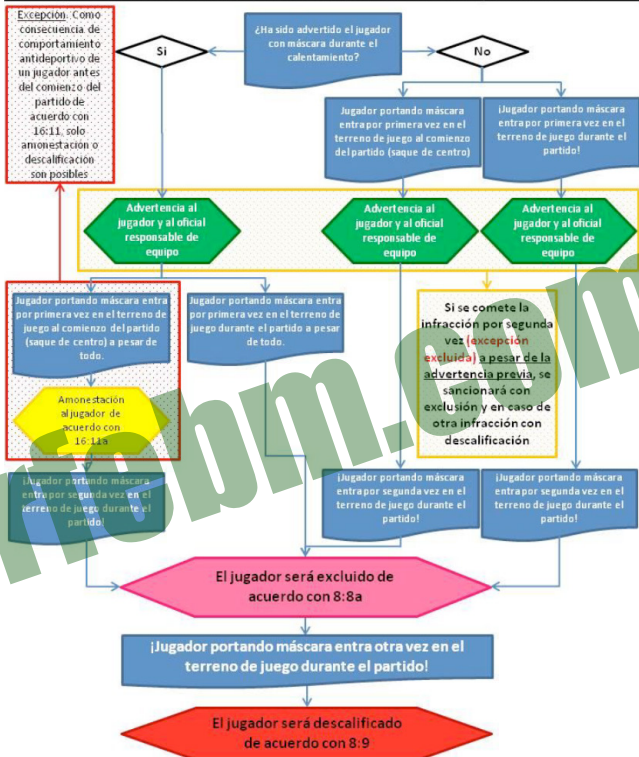 Excepción: Como
consecuencia de
comportamiento
antideportivo de
un jugador antes
del comienzo del
partido de
acuerdo con
16:11, solo
amonestación o
descalificación
son posibles
Si
¿Ha sido advertido el jugador
con máscara durante el
calentamiento?
No
Jugador portando máscara
entra por primera vez en el
terreno de juego al comienzo
del partido (saque de centro)
¡Jugador portando máscara
entra por primera vez en el
terreno de juego durante el
partido!
Advertencia al
jugador y al oficial
responsable de
equipo
Advertencia al
jugador y al oficial
responsable de
equipo
Advertencia al
jugador y al oficial
responsable de
equipo
Jugador portando máscara entra
por primera vez en el terreno de
juego al comienzo del partido
(saque de centro) a pesar de
todo.
Jugador portando máscara entra
por primera vez en el terreno de
juego durante el partido a pesar
de todo.
Si se comete la
infracción por segunda
vez (excepción
excluida) a pesar de la
advertencia previa, se
sancionará con
exclusión y en caso de
otra infracción con
descalificación
Amonestación
al jugador de
acuerdo con
16:11a
¡Jugador portando máscara
entra por segunda vez en el
terreno de juego durante el
partido!
¡Jugador portando máscara
entra por segunda vez en el
terreno de juego durante el
partido!
¡Jugador portando máscara
entra por segunda vez en el
terreno de juego durante el
partido!
El jugador será excluido de
acuerdo con 8:8a
¡Jugador portando máscara entra otra vez en el
terreno de juego durante el partido!
El jugador será descalificado
de acuerdo con 8:9